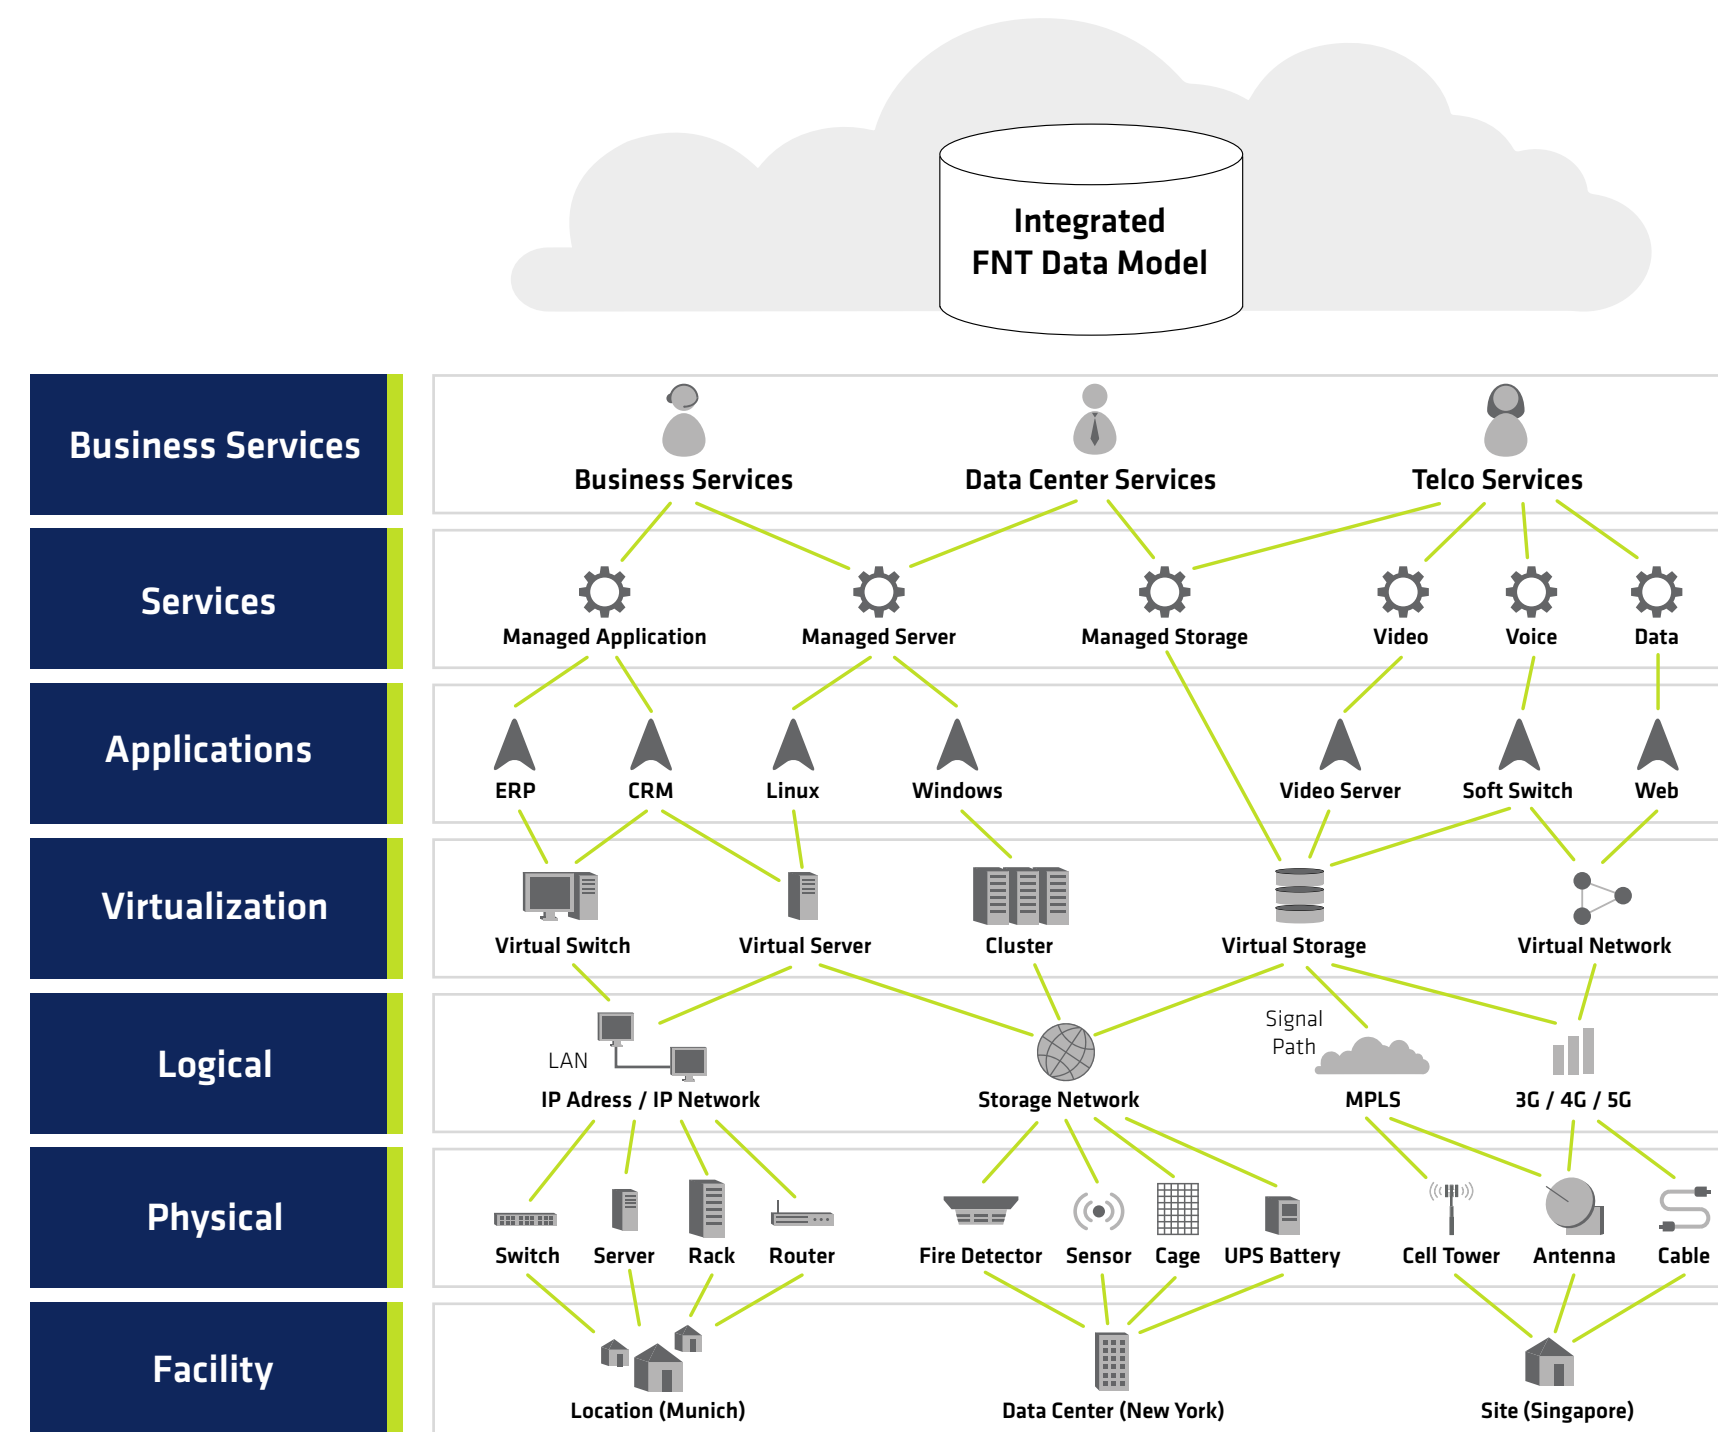 Integrated
FNT Data Model
Business Services
Business Services
Data Center Services
Telco Services
Services
Managed Application
Managed Server
Managed Storage
Video
Voice
Data
Applications
ERP
CRM
Linux
Windows
Video Server
Soft Switch
Web
Virtualization
Virtual Switch
Virtual Server
Cluster
Virtual Storage
Virtual Network
Logical
LAN
IP Adress / IP Network
Storage Network
Signal
Path
MPLS
3G / 4G / 5G
Physical
Switch
Server
Rack
Router
Fire Detector
Sensor
Cage
UPS Battery
Cell Tower
Antenna
Cable
Facility
Location (Munich)
Data Center (New York)
Site (Singapore)